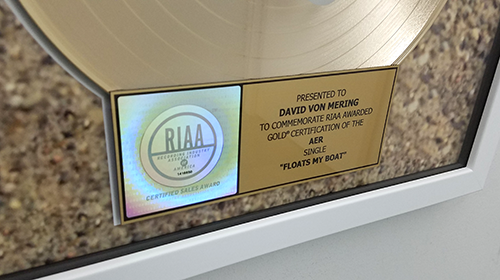 PRESENTED TO
DAVID VON MERING
TO COMMEMORATE RIAA AWARDED
GOLD® CERTIFICATION OF THE
AER
SINGLE
"FLOATS MY BOAT"
RIAA
RECORDING INDUSTRY
ASSOCIATION
OF
AMERICA
CERTIFIED SALES AWARD